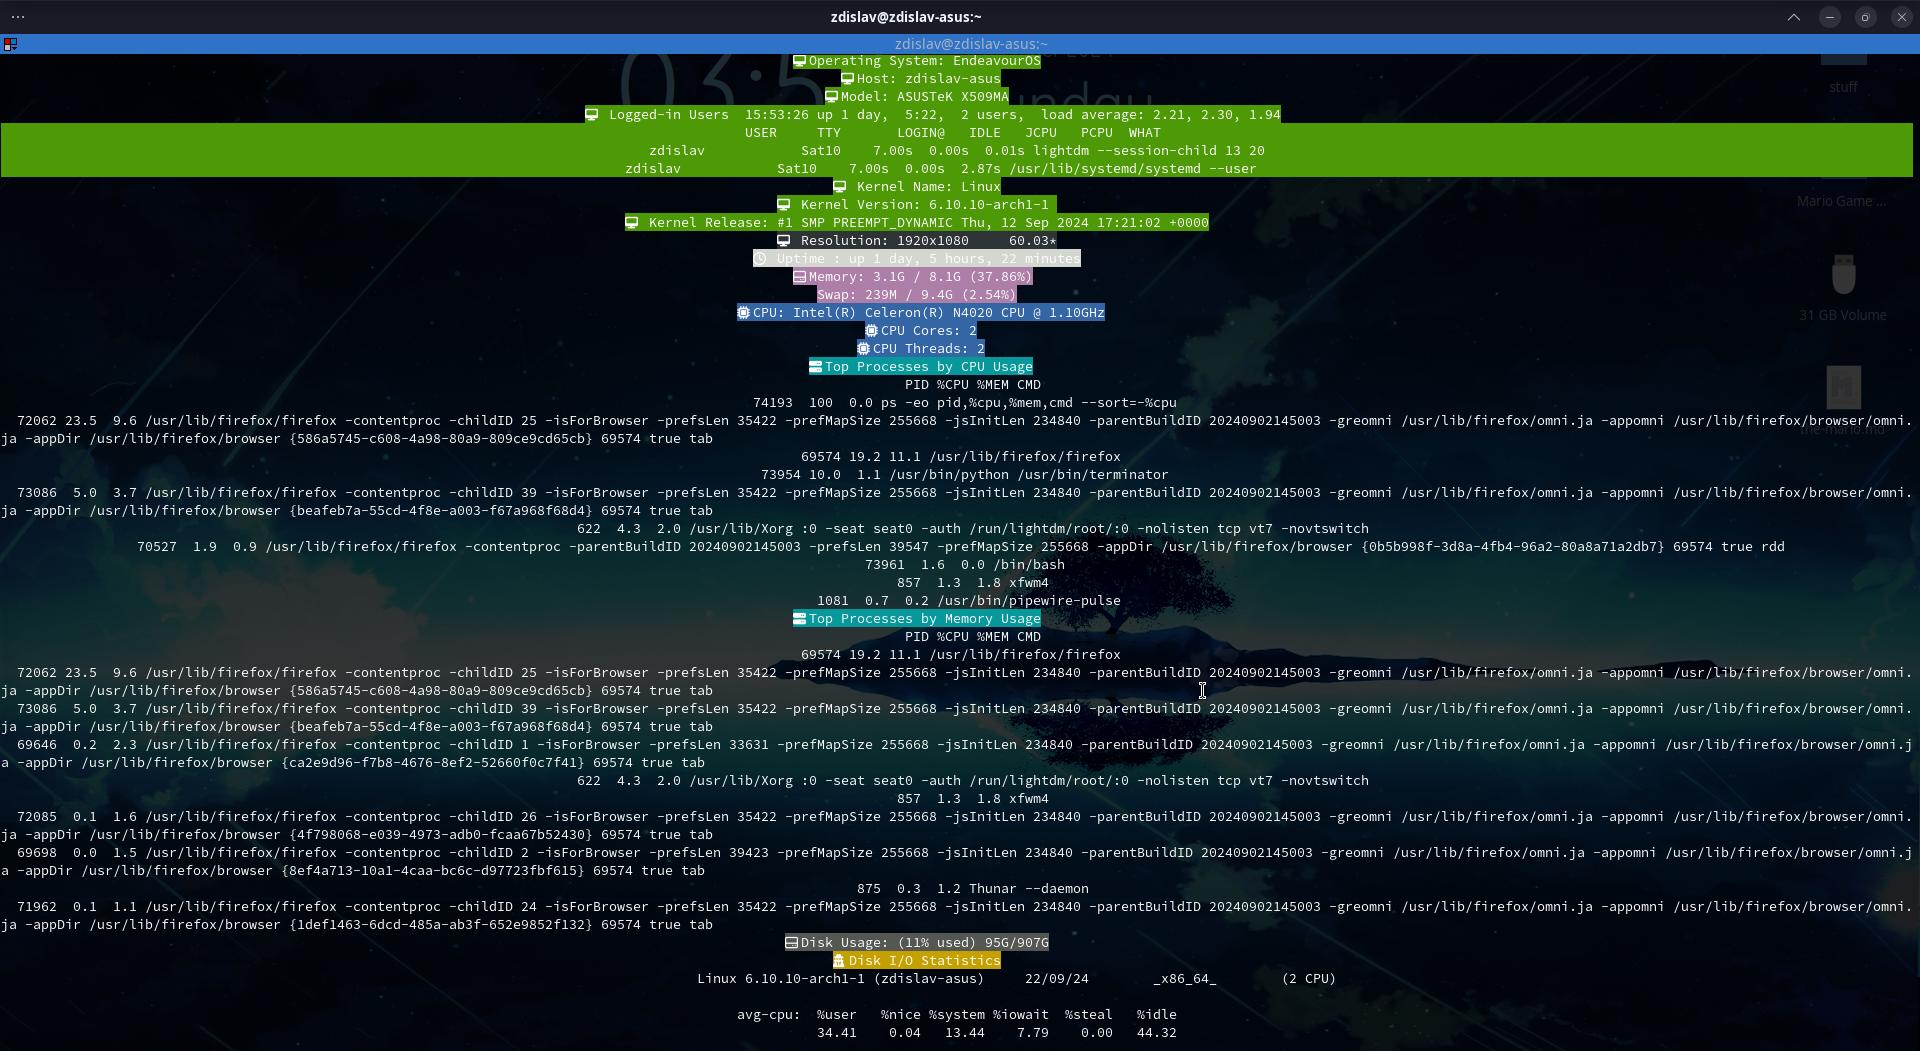 zdislav@zdislav-asus:~
zdislav@zdislav-asus:~
Operating System: EndeavourOS
Host: zdislav-asus
Model: ASUSTeK X509MA
Logged-in Users  15:53:26 up 1 day,  5:22,  2 users,  load average: 2.21, 2.30, 1.94
USER     TTY       LOGIN@   IDLE   JCPU   PCPU  WHAT
zdislav            Sat10    7.00s  0.00s  0.01s lightdm --session-child 13 20
zdislav            Sat10    7.00s  0.00s  2.87s /usr/lib/systemd/systemd --user
Kernel Name: Linux
Kernel Version: 6.10.10-arch1-1
Kernel Release: #1 SMP PREEMPT_DYNAMIC Thu, 12 Sep 2024 17:21:02 +0000
Resolution: 1920x1080     60.03*
Uptime : up 1 day, 5 hours, 22 minutes
Memory: 3.1G / 8.1G (37.86%)
Swap: 239M / 9.4G (2.54%)
CPU: Intel(R) Celeron(R) N4020 CPU @ 1.10GHz
CPU Cores: 2
CPU Threads: 2
Top Processes by CPU Usage
PID %CPU %MEM CMD
74193  100  0.0 ps -eo pid,%cpu,%mem,cmd --sort=-%cpu
72062 23.5  9.6 /usr/lib/firefox/firefox -contentproc -childID 25 -isForBrowser -prefsLen 35422 -prefMapSize 255668 -jsInitLen 234840 -parentBuildID 20240902145003 -greomni /usr/lib/firefox/omni.ja -appomni /usr/lib/firefox/browser/omni.
ja -appDir /usr/lib/firefox/browser {586a5745-c608-4a98-80a9-809ce9cd65cb} 69574 true tab
69574 19.2 11.1 /usr/lib/firefox/firefox
73954 10.0  1.1 /usr/bin/python /usr/bin/terminator
73086  5.0  3.7 /usr/lib/firefox/firefox -contentproc -childID 39 -isForBrowser -prefsLen 35422 -prefMapSize 255668 -jsInitLen 234840 -parentBuildID 20240902145003 -greomni /usr/lib/firefox/omni.ja -appomni /usr/lib/firefox/browser/omni.
ja -appDir /usr/lib/firefox/browser {beafeb7a-55cd-4f8e-a003-f67a968f68d4} 69574 true tab
622  4.3  2.0 /usr/lib/Xorg :0 -seat seat0 -auth /run/lightdm/root/:0 -nolisten tcp vt7 -novtswitch
70527  1.9  0.9 /usr/lib/firefox/firefox -contentproc -parentBuildID 20240902145003 -prefsLen 39547 -prefMapSize 255668 -appDir /usr/lib/firefox/browser {0b5b998f-3d8a-4fb4-96a2-80a8a71a2db7} 69574 true rdd
73961  1.6  0.0 /bin/bash
857  1.3  1.8 xfwm4
1081  0.7  0.2 /usr/bin/pipewire-pulse
Top Processes by Memory Usage
PID %CPU %MEM CMD
69574 19.2 11.1 /usr/lib/firefox/firefox
72062 23.5  9.6 /usr/lib/firefox/firefox -contentproc -childID 25 -isForBrowser -prefsLen 35422 -prefMapSize 255668 -jsInitLen 234840 -parentBuildID 20240902145003 -greomni /usr/lib/firefox/omni.ja -appomni /usr/lib/firefox/browser/omni.
ja -appDir /usr/lib/firefox/browser {586a5745-c608-4a98-80a9-809ce9cd65cb} 69574 true tab
73086  5.0  3.7 /usr/lib/firefox/firefox -contentproc -childID 39 -isForBrowser -prefsLen 35422 -prefMapSize 255668 -jsInitLen 234840 -parentBuildID 20240902145003 -greomni /usr/lib/firefox/omni.ja -appomni /usr/lib/firefox/browser/omni.
ja -appDir /usr/lib/firefox/browser {beafeb7a-55cd-4f8e-a003-f67a968f68d4} 69574 true tab
69646  0.2  2.3 /usr/lib/firefox/firefox -contentproc -childID 1 -isForBrowser -prefsLen 33631 -prefMapSize 255668 -jsInitLen 234840 -parentBuildID 20240902145003 -greomni /usr/lib/firefox/omni.ja -appomni /usr/lib/firefox/browser/omni.j
a -appDir /usr/lib/firefox/browser {ca2e9d96-f7b8-4676-8ef2-52660f0c7f41} 69574 true tab
622  4.3  2.0 /usr/lib/Xorg :0 -seat seat0 -auth /run/lightdm/root/:0 -nolisten tcp vt7 -novtswitch
857  1.3  1.8 xfwm4
72085  0.1  1.6 /usr/lib/firefox/firefox -contentproc -childID 26 -isForBrowser -prefsLen 35422 -prefMapSize 255668 -jsInitLen 234840 -parentBuildID 20240902145003 -greomni /usr/lib/firefox/omni.ja -appomni /usr/lib/firefox/browser/omni.
ja -appDir /usr/lib/firefox/browser {4f798068-e039-4973-adb0-fcaa67b52430} 69574 true tab
69698  0.0  1.5 /usr/lib/firefox/firefox -contentproc -childID 2 -isForBrowser -prefsLen 39423 -prefMapSize 255668 -jsInitLen 234840 -parentBuildID 20240902145003 -greomni /usr/lib/firefox/omni.ja -appomni /usr/lib/firefox/browser/omni.j
a -appDir /usr/lib/firefox/browser {8ef4a713-10a1-4caa-bc6c-d97723fbf615} 69574 true tab
875  0.3  1.2 Thunar --daemon
71962  0.1  1.1 /usr/lib/firefox/firefox -contentproc -childID 24 -isForBrowser -prefsLen 35422 -prefMapSize 255668 -jsInitLen 234840 -parentBuildID 20240902145003 -greomni /usr/lib/firefox/omni.ja -appomni /usr/lib/firefox/browser/omni.
ja -appDir /usr/lib/firefox/browser {1def1463-6dcd-485a-ab3f-652e9852f132} 69574 true tab
Disk Usage: (11% used) 95G/907G
Disk I/O Statistics
Linux 6.10.10-arch1-1 (zdislav-asus)     22/09/24        _x86_64_        (2 CPU)
avg-cpu:  %user   %nice %system %iowait  %steal   %idle
34.41    0.04   13.44    7.79    0.00   44.32
stuff
Mario Game ...
31 GB Volume